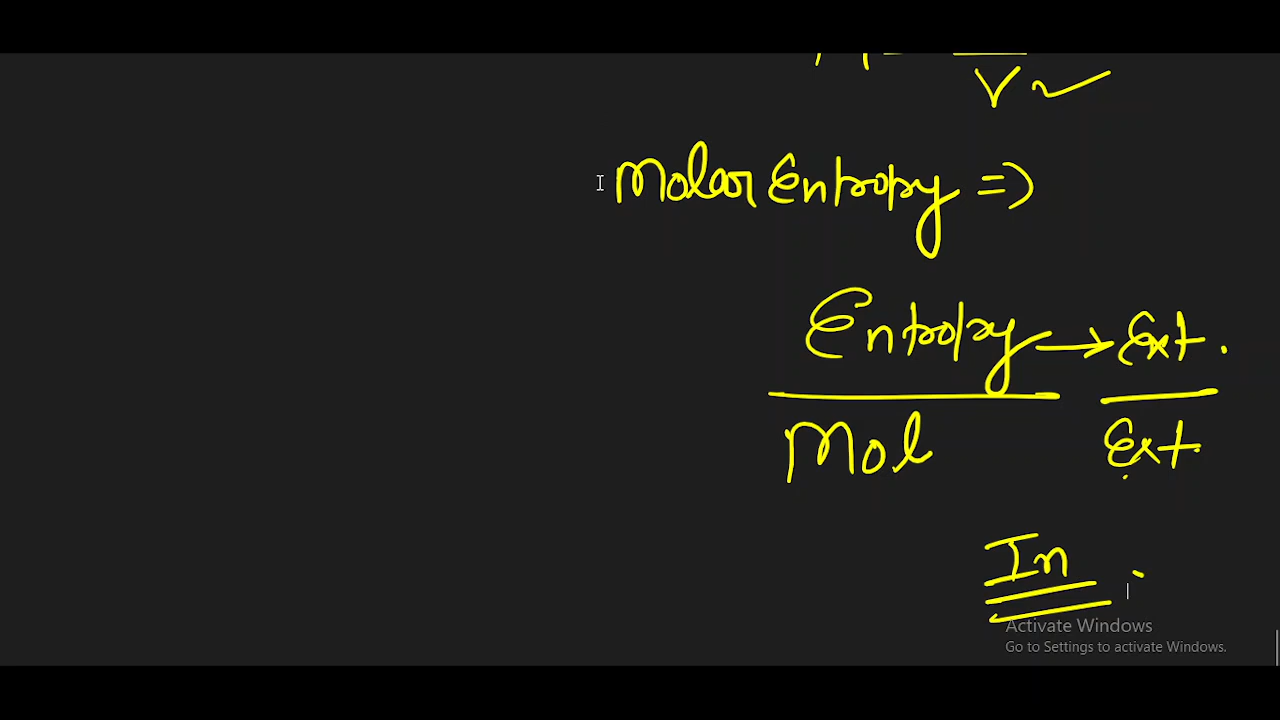 V
Molar Entropy =>
Entropy → Ext.
Mol Ext.
In
Activate Windows
Go to Settings to activate Windows.